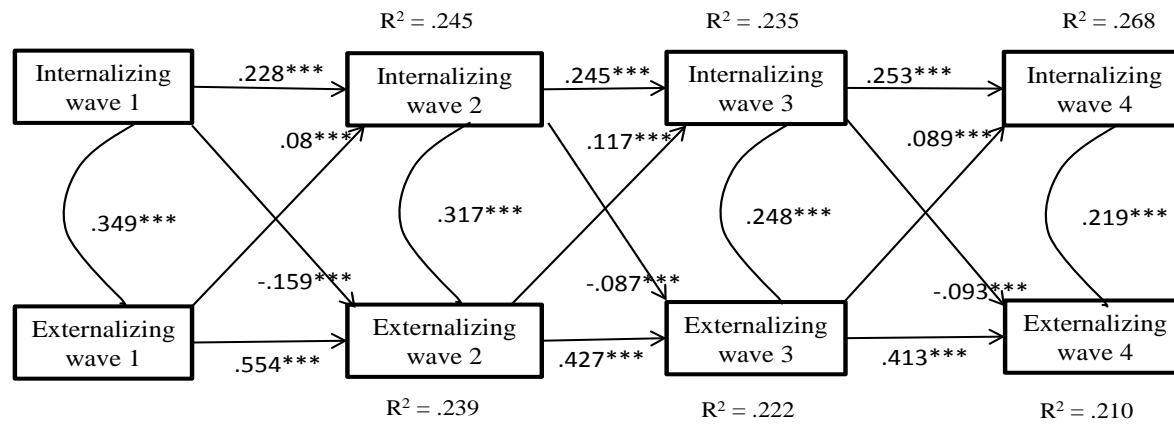 R² = .245
R² = .235
R² = .268
Internalizing
wave 1
.228***
Internalizing
wave 2
.245***
Internalizing
wave 3
.253***
Internalizing
wave 4
.08***
.117***
.089***
.349***
.317***
.248***
.219***
-.159***
-.087***
-.093***
Externalizing
wave 1
.554***
Externalizing
wave 2
.427***
Externalizing
wave 3
.413***
Externalizing
wave 4
R² = .239
R² = .222
R² = .210